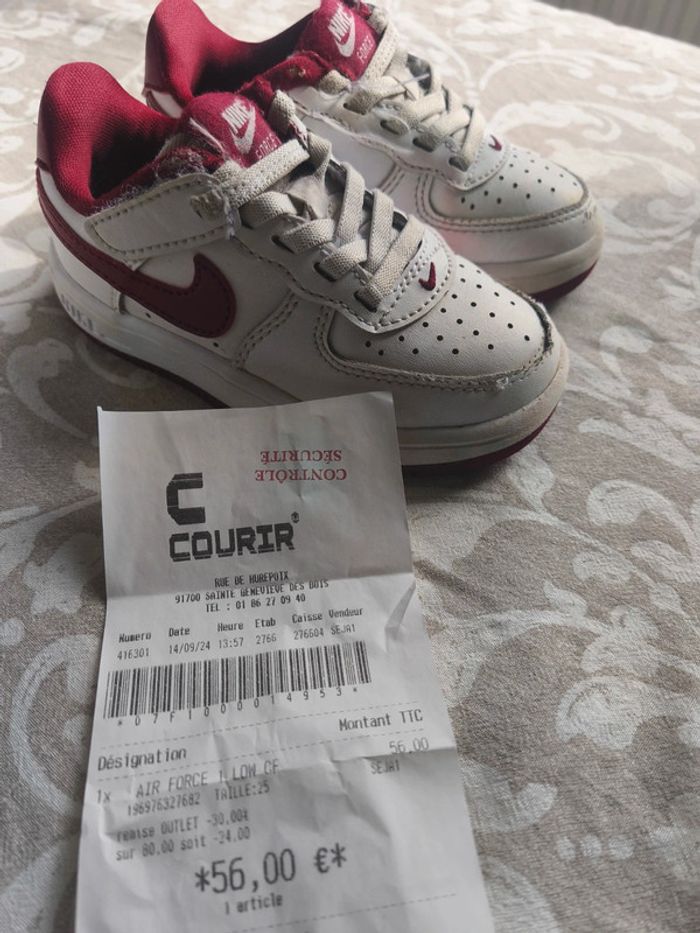 NIKE
FORCE
NIKE
FORCE
CONTRÔLE
SÉCURITÉ
C
COURIR®
RUE DE HUREPOIX
91700 SAINTE GENEVIEVE DES BOIS
TEL : 01 86 27 09 40
Numero Date Heure Etab Caisse Vendeur
416301 14/09/24 13:57 2766 276604 SEJA1
*07F1000014953*
Désignation Montant TTC
1x AIR FORCE 1 LOW CF 56,00
196976327682 TAILLE:25 SEJA1
remise OUTLET -30.00%
sur 80.00 soit -24.00
*56,00 €*
1 article